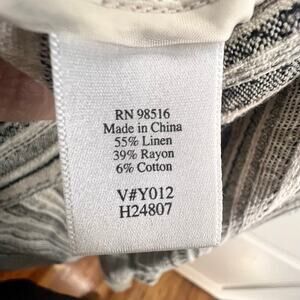 RN 98516
Made in China
55% Linen
39% Rayon
6% Cotton
V#Y012
H24807